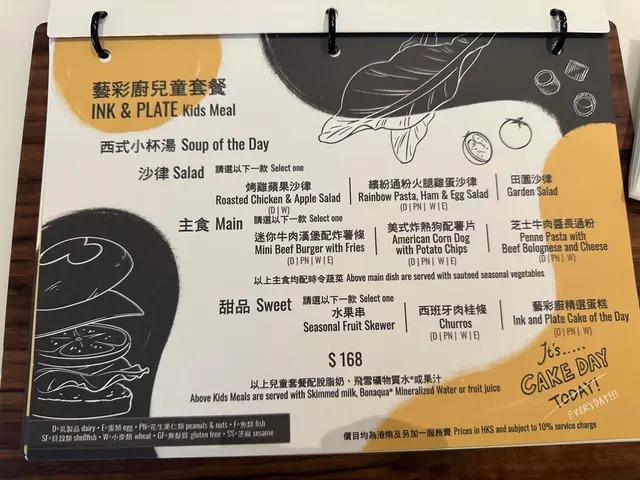 藝彩廚兒童套餐
INK & PLATE Kids Meal
西式小杯湯 Soup of the Day
沙律 Salad 請選以下一款 Select one
烤雞蘋果沙律
Roasted Chicken & Apple Salad
(D | W)
繽紛通粉火腿雞蛋沙律
Rainbow Pasta, Ham & Egg Salad
(D | PN | W | E)
田園沙律
Garden Salad
主食 Main 請選以下一款 Select one
迷你牛肉漢堡配炸薯條
Mini Beef Burger with Fries
(D | PN | W | E)
美式炸熱狗配薯片
American Corn Dog
with Potato Chips
(D | PN | W | E)
芝士牛肉醬長通粉
Penne Pasta with
Beef Bolognese and Cheese
(D | PN | W)
以上主食均配時令蔬菜 Above main dish are served with sauteed seasonal vegetables
甜品 Sweet 請選以下一款 Select one
水果串
Seasonal Fruit Skewer
西班牙肉桂條
Churros
(D | PN | W | E)
藝彩廚精選蛋糕
Ink and Plate Cake of the Day
(D | PN | W)
$ 168
It's.....
CAKE DAY
TODAY!
EVERYDAY!!!
以上兒童套餐配脫脂奶、飛雪礦物質水*或果汁
Above Kids Meals are served with Skimmed milk, Bonaqua® Mineralized Water or fruit juice
D=乳製品 dairy • E=蛋類 egg • PN=花生果仁類 peanuts & nuts • F=魚類 fish
SF=貝殼類 shellfish • W=小麥類 wheat • GF=無麩質 gluten free • SS=芝麻 sesame
價目均為港幣及另加一服務費 Prices in HK$ and subject to 10% service charge